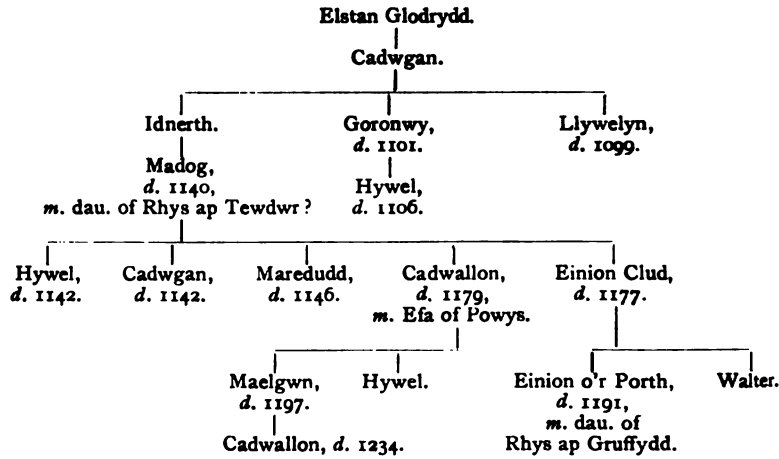 Elstan Glodrydd.
Cadwgan.
Idnerth. Goronwy, Llywelyn,
d. 1101. d. 1099.
Madog,
d. 1140, Hywel,
m. dau. of Rhys ap Tewdwr? d. 1106.
Hywel, Cadwgan, Maredudd, Cadwallon, Einion Clud,
d. 1142. d. 1142. d. 1146. d. 1179, d. 1177.
m. Efa of Powys.
Maelgwn, Hywel. Einion o'r Porth, Walter.
d. 1197. d. 1191,
m. dau. of
Cadwallon, d. 1234. Rhys ap Gruffydd.